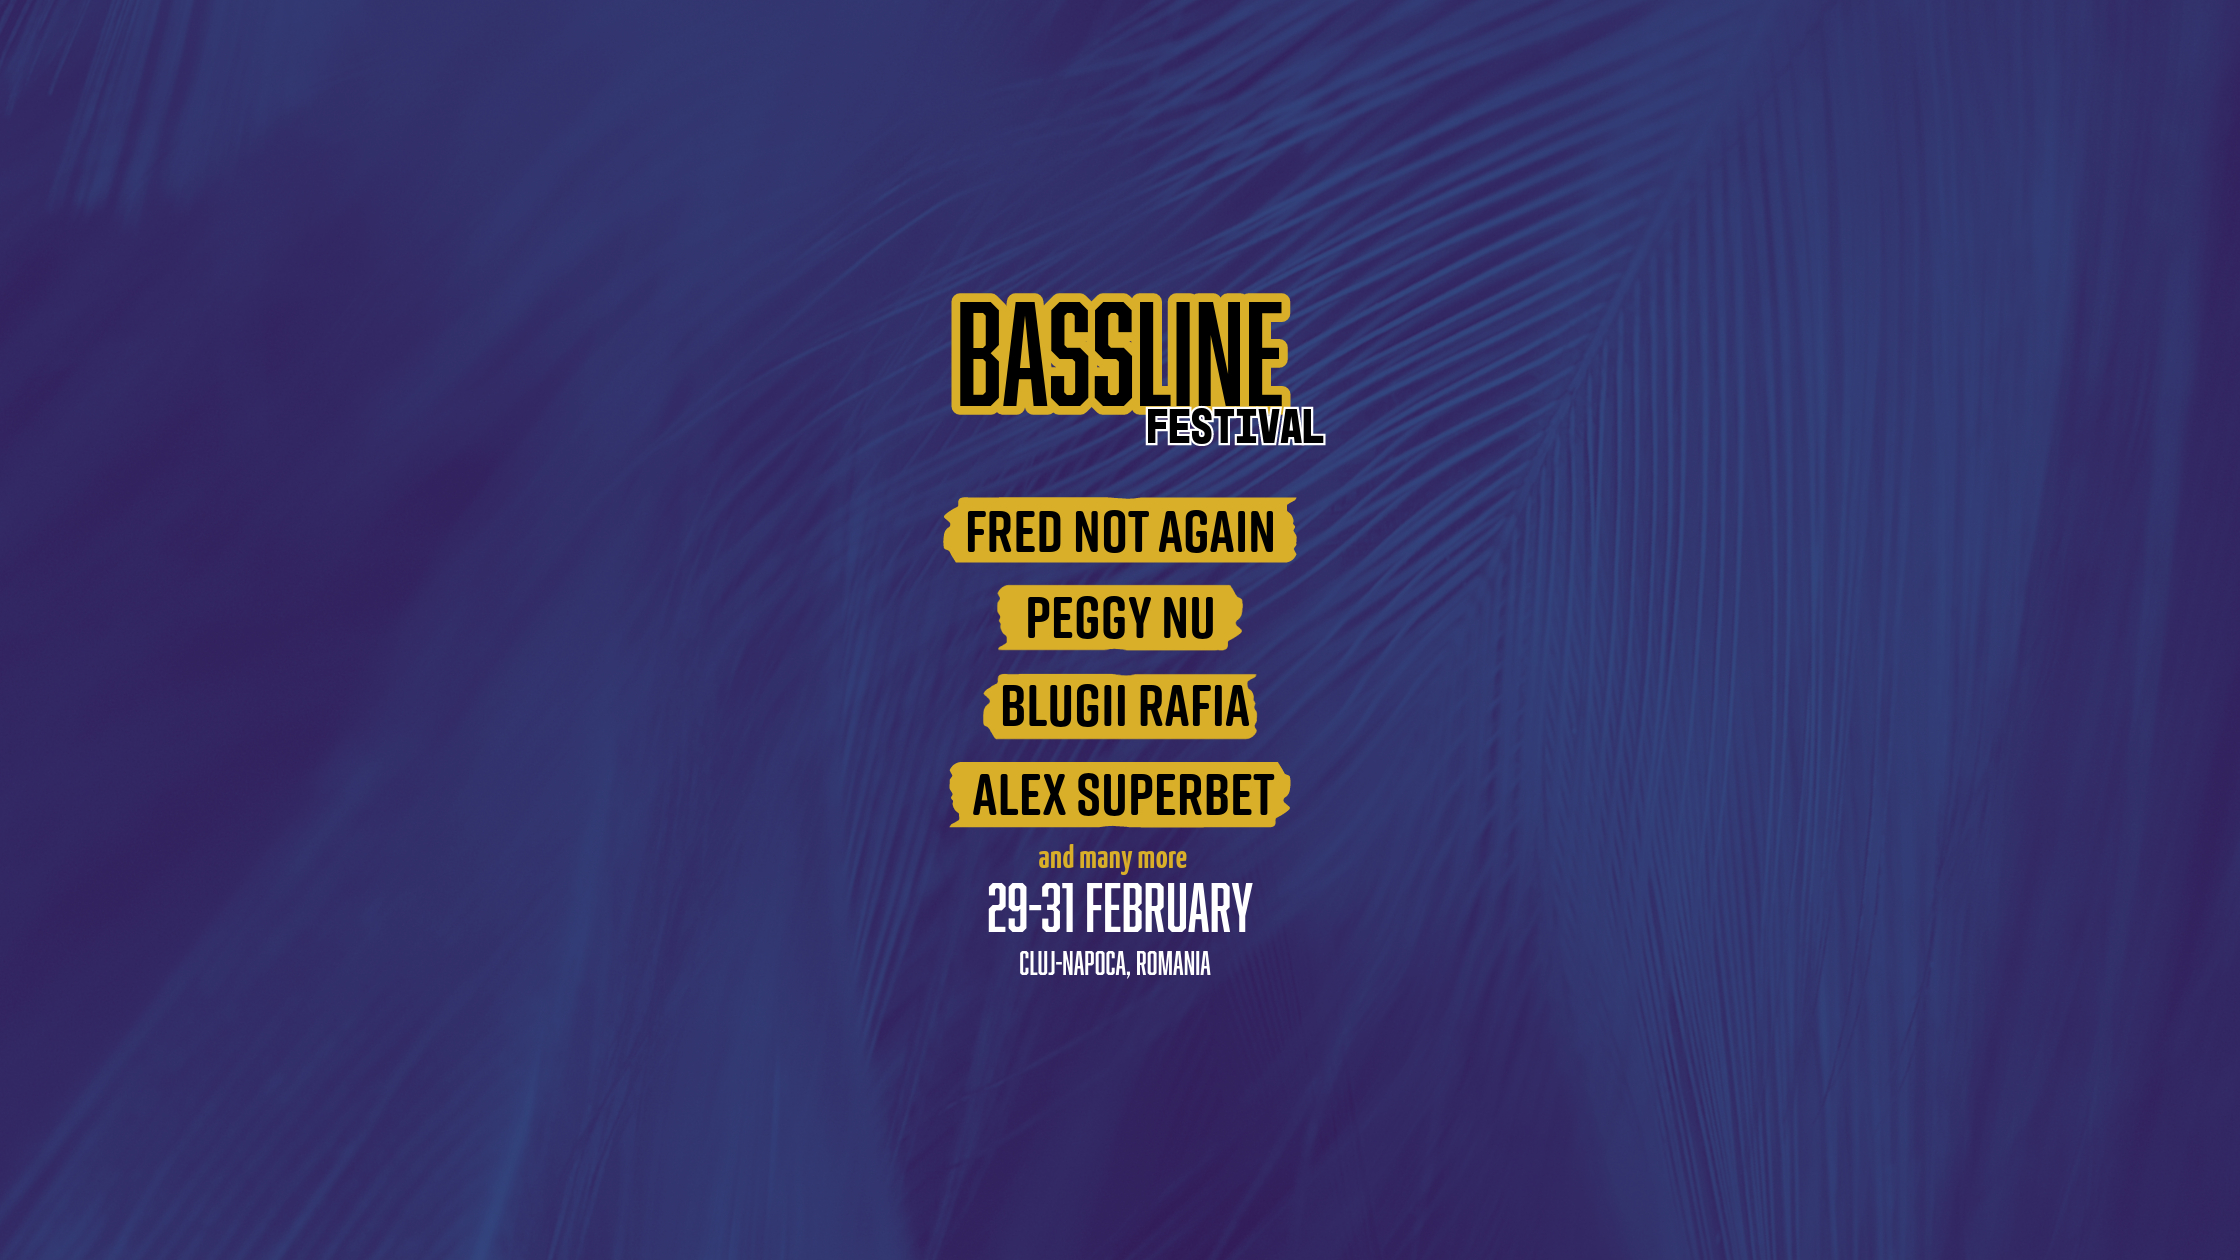 BASSLINE
FESTIVAL
FRED NOT AGAIN
PEGGY NU
BLUGII RAFIA
ALEX SUPERBET
and many more
29-31 FEBRUARY
CLUJ-NAPOCA, ROMANIA